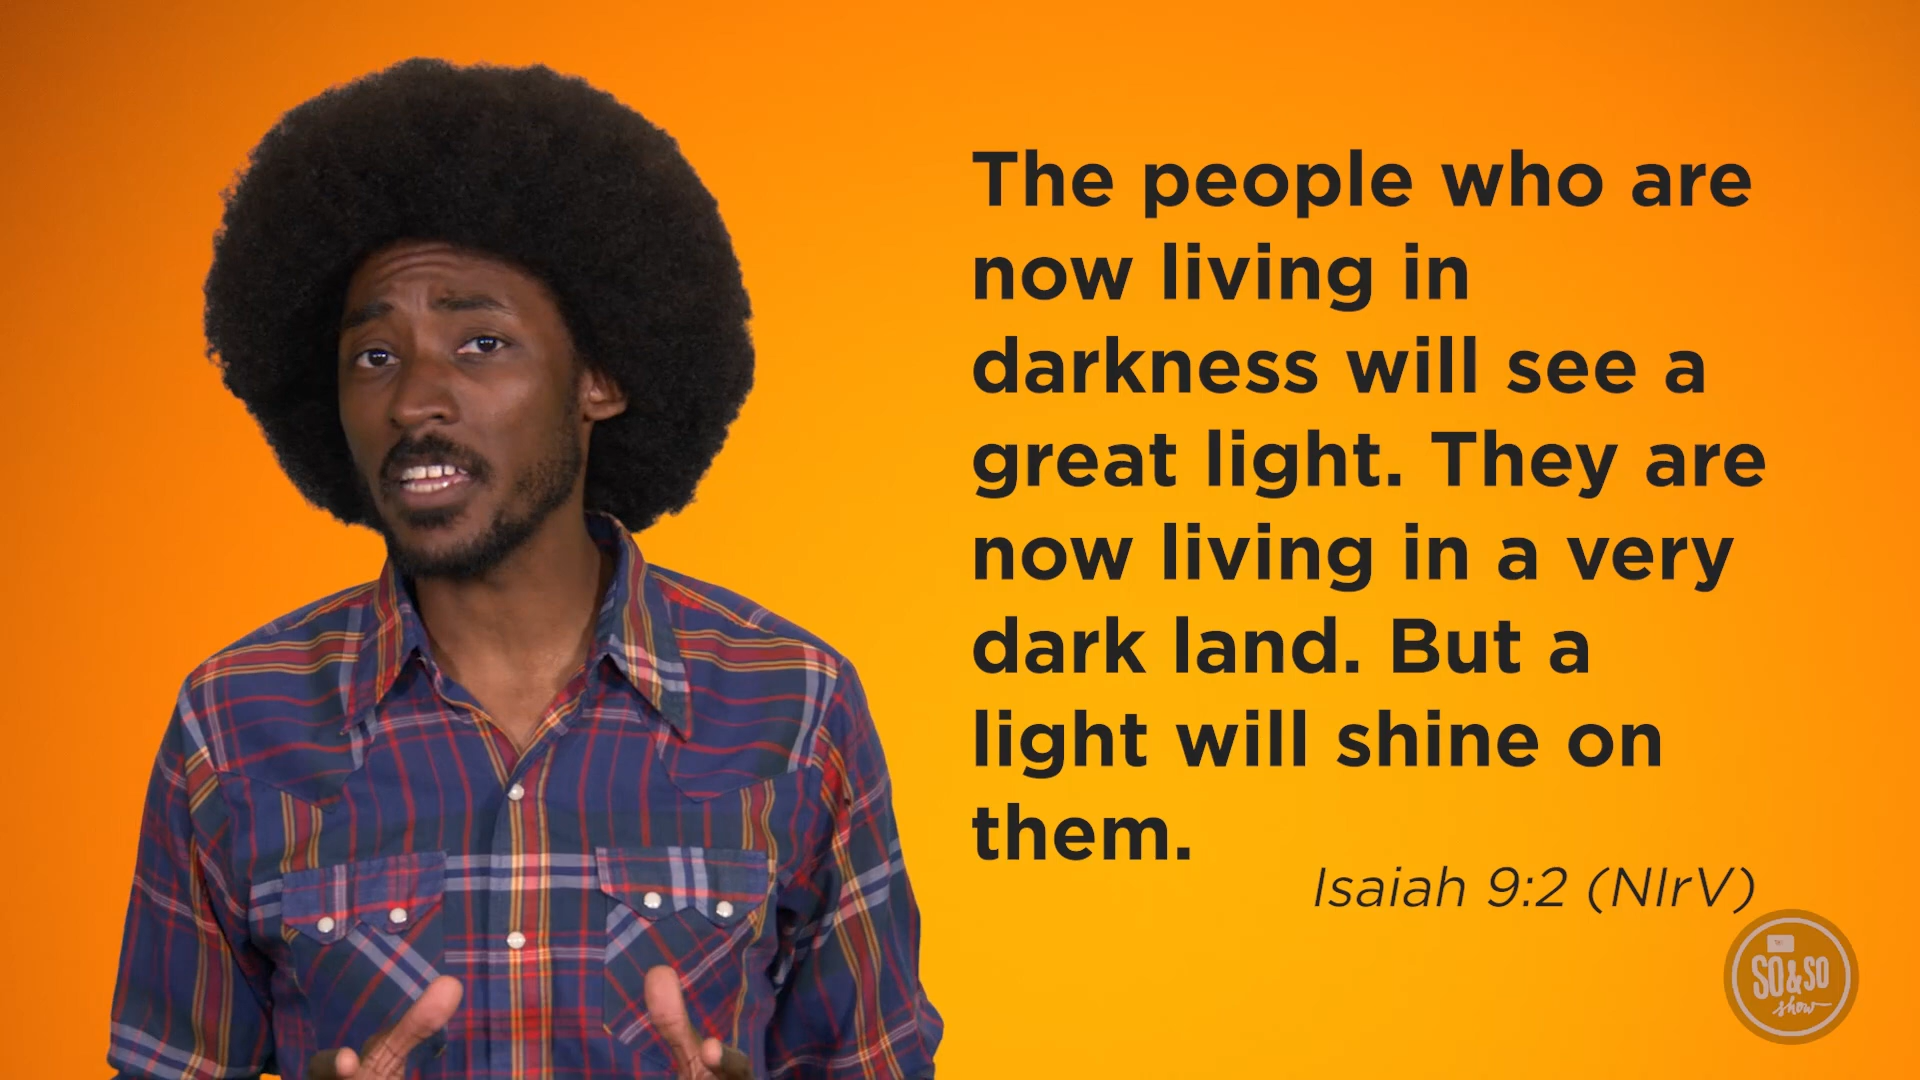 The people who are
now living in
darkness will see a
great light. They are
now living in a very
dark land. But a
light will shine on
them.
Isaiah 9:2 (NIrV)
SO & SO
show